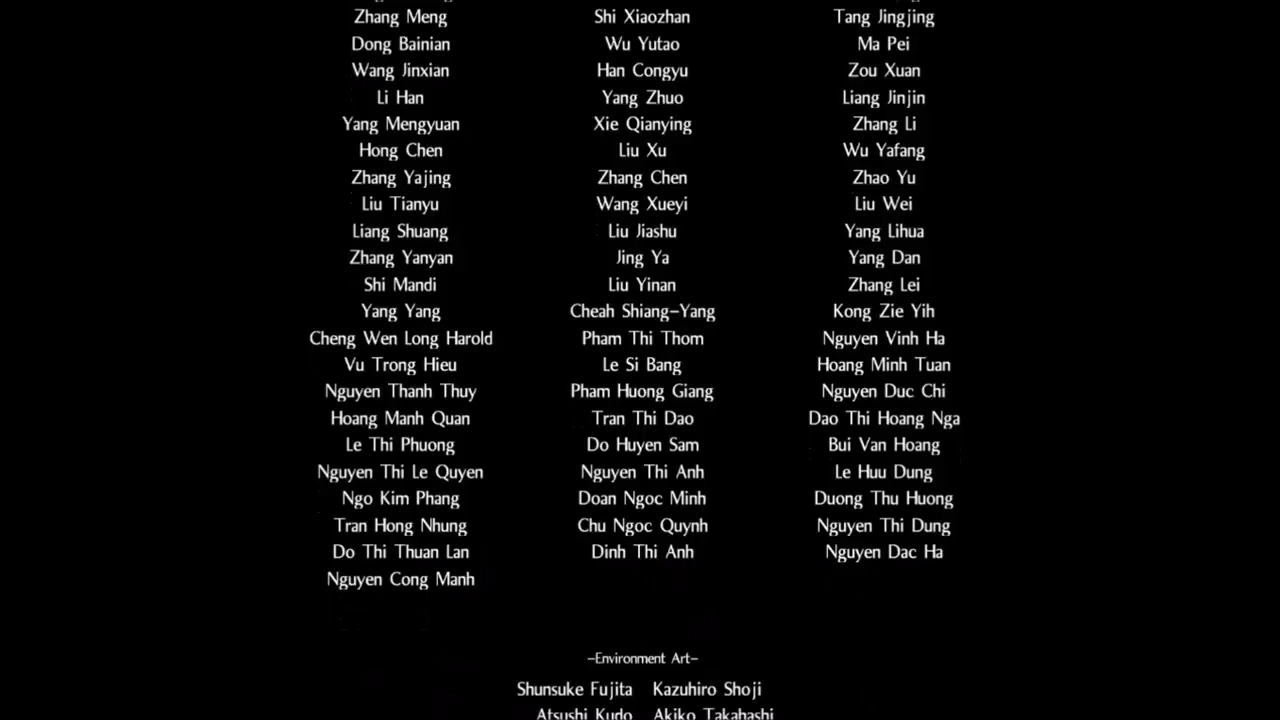 Zhang Meng Shi Xiaozhan Tang Jingjing
Dong Bainian Wu Yutao Ma Pei
Wang Jinxian Han Congyu Zou Xuan
Li Han Yang Zhuo Liang Jinjin
Yang Mengyuan Xie Qianying Zhang Li
Hong Chen Liu Xu Wu Yafang
Zhang Yajing Zhang Chen Zhao Yu
Liu Tianyu Wang Xueyi Liu Wei
Liang Shuang Liu Jiashu Yang Lihua
Zhang Yanyan Jing Ya Yang Dan
Shi Mandi Liu Yinan Zhang Lei
Yang Yang Cheah Shiang-Yang Kong Zie Yih
Cheng Wen Long Harold Pham Thi Thom Nguyen Vinh Ha
Vu Trong Hieu Le Si Bang Hoang Minh Tuan
Nguyen Thanh Thuy Pham Huong Giang Nguyen Duc Chi
Hoang Manh Quan Tran Thi Dao Dao Thi Hoang Nga
Le Thi Phuong Do Huyen Sam Bui Van Hoang
Nguyen Thi Le Quyen Nguyen Thi Anh Le Huu Dung
Ngo Kim Phang Doan Ngoc Minh Duong Thu Huong
Tran Hong Nhung Chu Ngoc Quynh Nguyen Thi Dung
Do Thi Thuan Lan Dinh Thi Anh Nguyen Dac Ha
Nguyen Cong Manh
-Environment Art-
Shunsuke Fujita Kazuhiro Shoji
Atsushi Kudo Akiko Takahashi